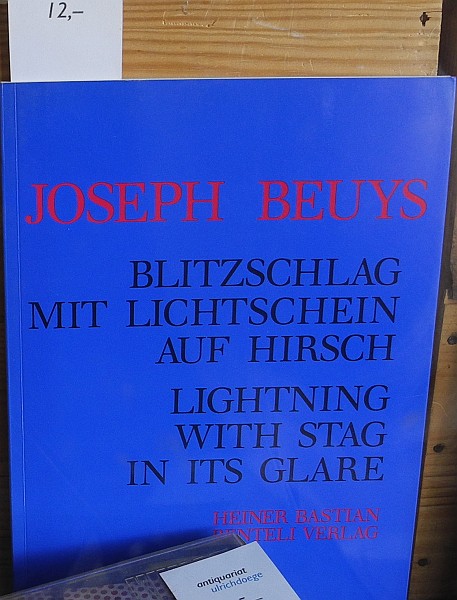 12,–
JOSEPH BEUYS
BLITZSCHLAG
MIT LICHTSCHEIN
AUF HIRSCH
LIGHTNING
WITH STAG
IN ITS GLARE
HEINER BASTIAN
BENTELI VERLAG
antiquariat
ulrichdoege